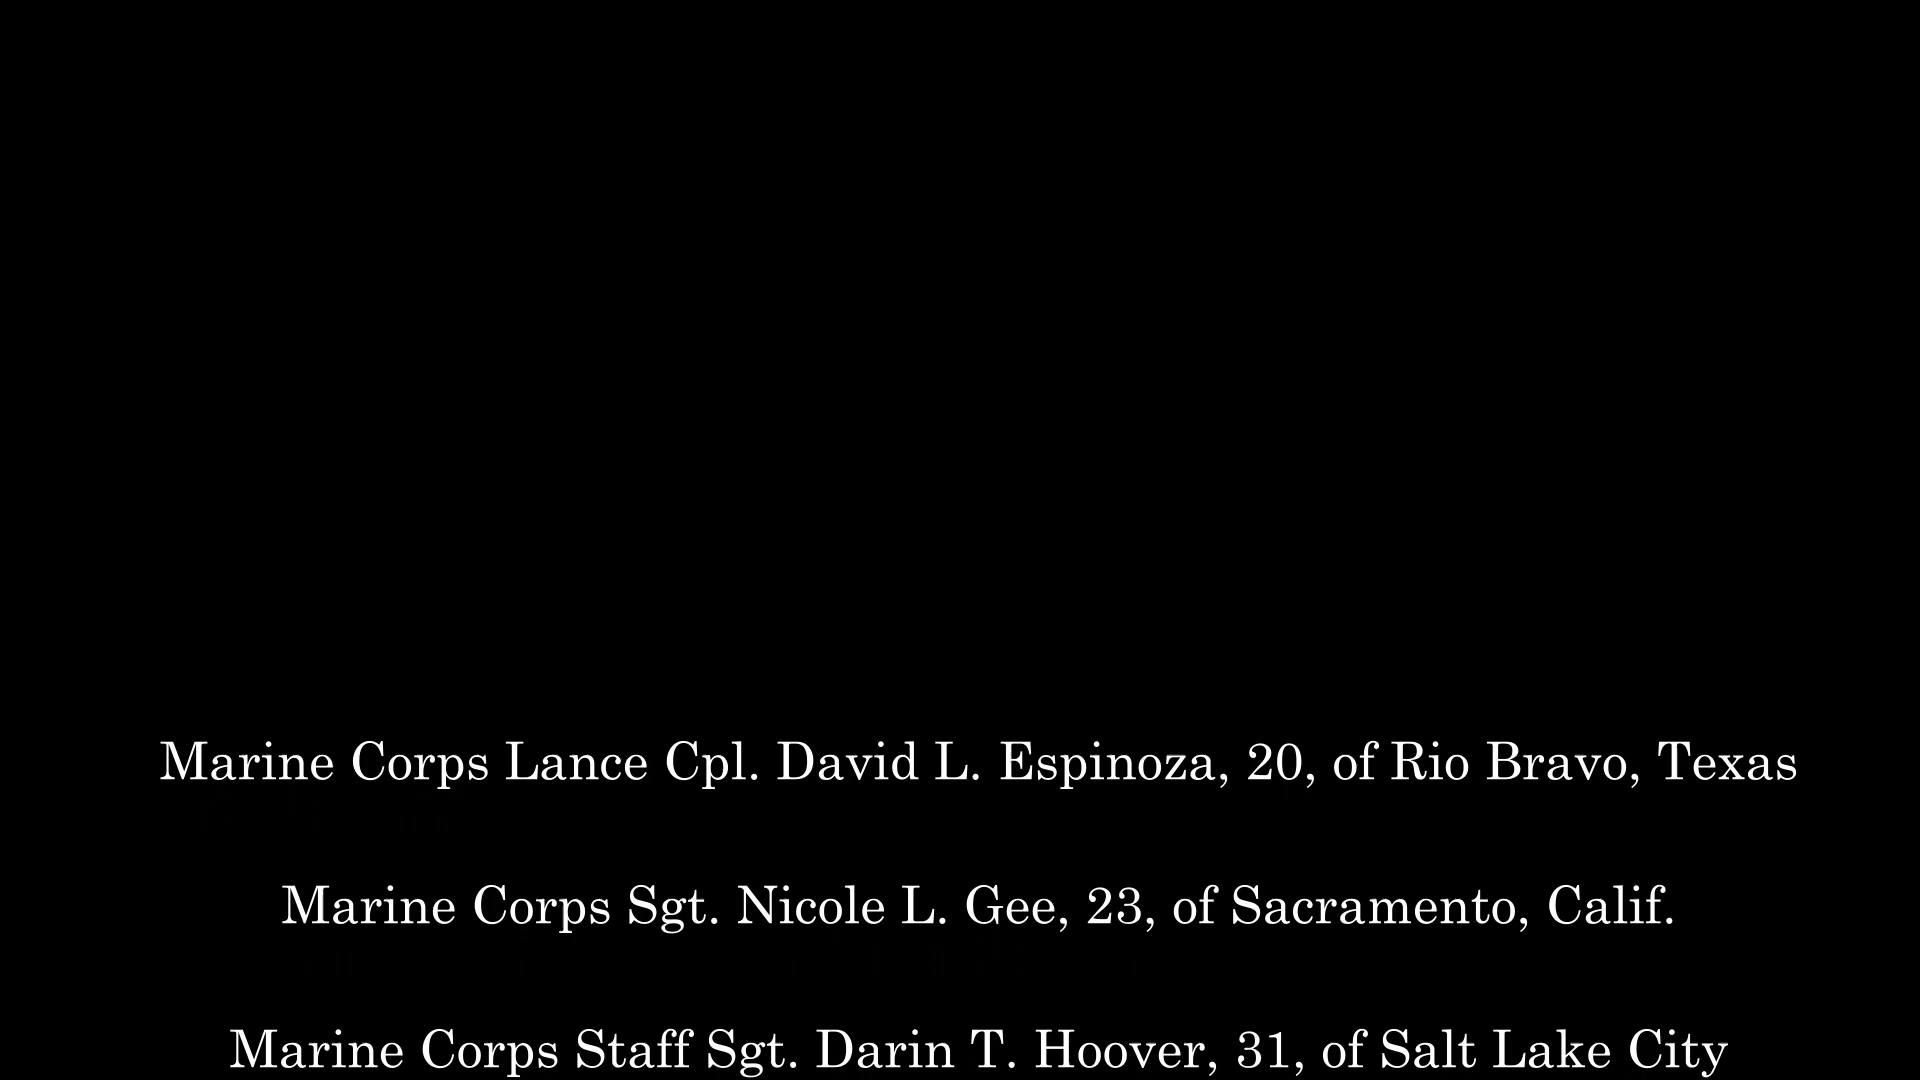 Marine Corps Lance Cpl. David L. Espinoza, 20, of Rio Bravo, Texas
Marine Corps Sgt. Nicole L. Gee, 23, of Sacramento, Calif.
Marine Corps Staff Sgt. Darin T. Hoover, 31, of Salt Lake City